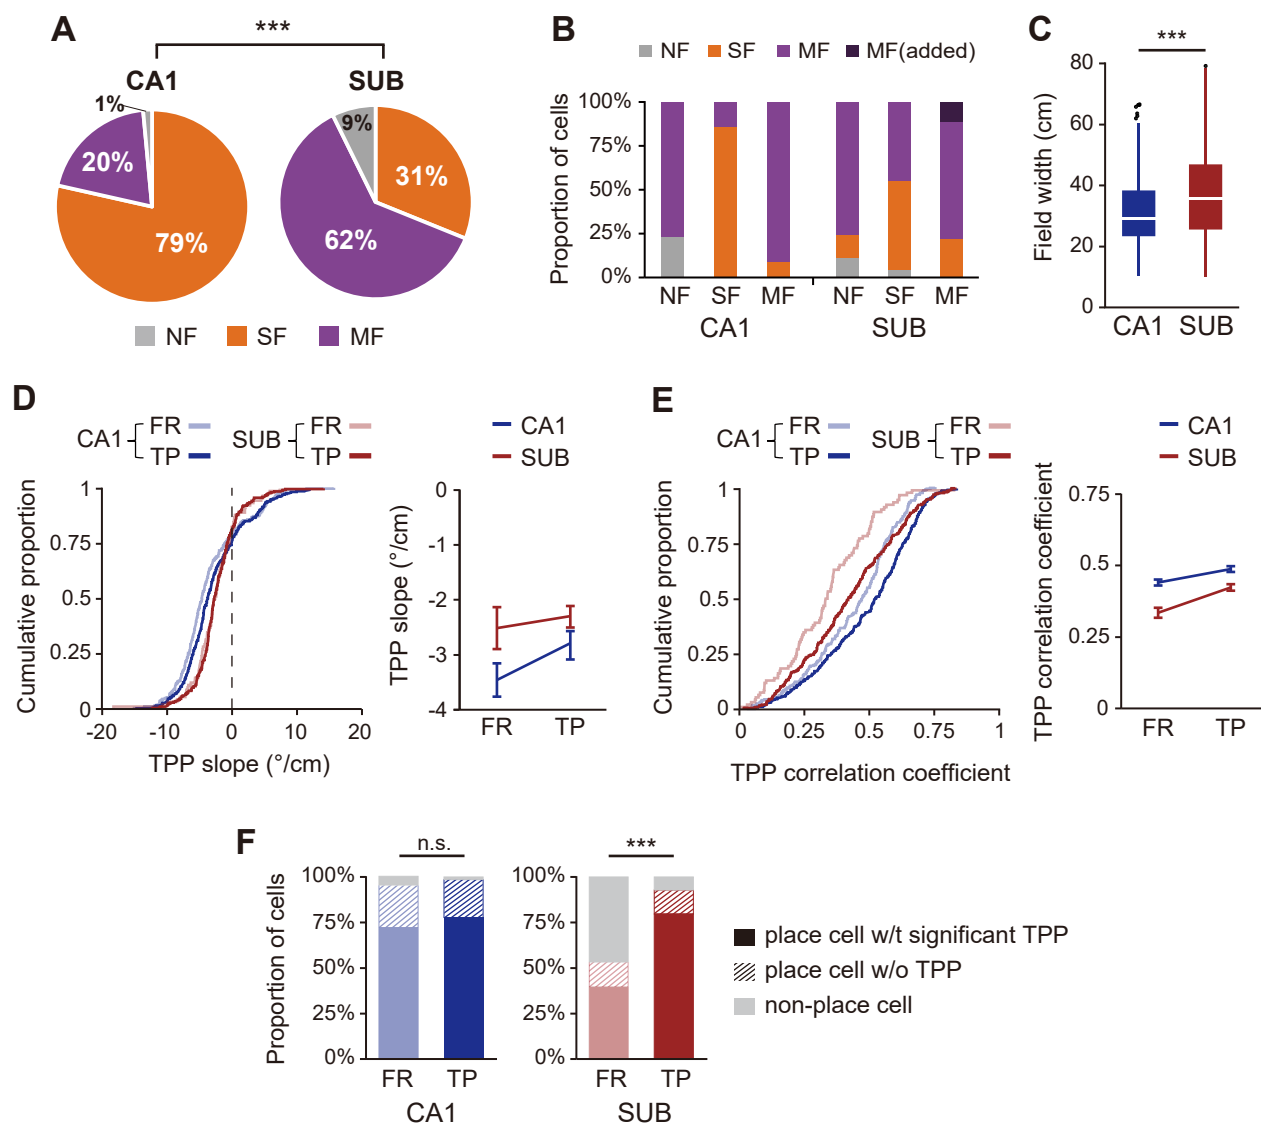 A
***
CA1
SUB
1%
20%
79%
9%
31%
62%
NF
SF
MF
B
NF
SF
MF
MF(added)
Proportion of cells
100%
75%
50%
25%
0%
NF
SF
MF
NF
SF
MF
CA1
SUB
C
***
Field width (cm)
80
60
40
20
0
CA1
SUB
D
CA1
FR
TP
SUB
FR
TP
Cumulative proportion
1
0.75
0.5
0.25
0
-20
-10
0
10
20
TPP slope (°/cm)
CA1
SUB
TPP slope (°/cm)
0
-1
-2
-3
-4
FR
TP
E
CA1
FR
TP
SUB
FR
TP
Cumulative proportion
1
0.75
0.5
0.25
0
0
0.25
0.5
0.75
1
TPP correlation coefficient
CA1
SUB
TPP correlation coefficient
0.75
0.5
0.25
0
FR
TP
F
n.s.
Proportion of cells
100%
75%
50%
25%
0%
FR
TP
CA1
***
100%
75%
50%
25%
0%
FR
TP
SUB
place cell w/t significant TPP
place cell w/o TPP
non-place cell